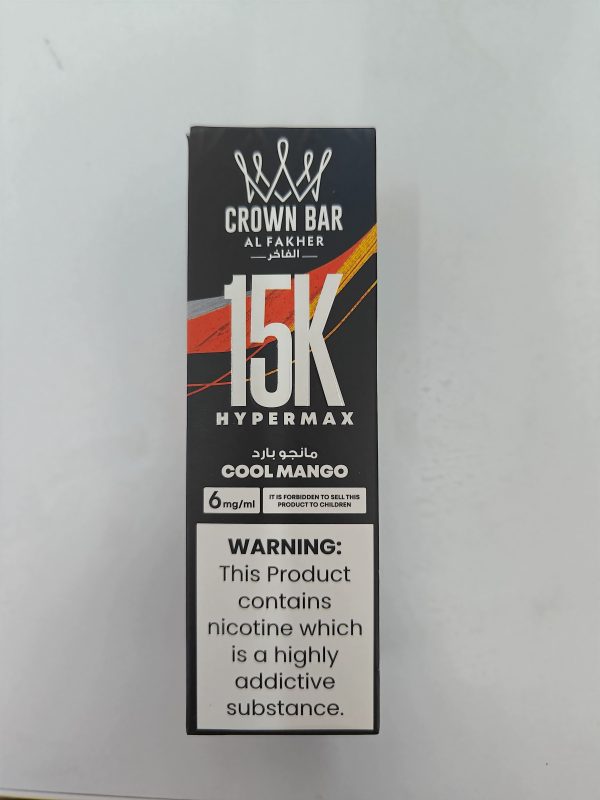 CROWN BAR
AL FAKHER
الفاخر
15K
HYPERMAX
مانجو بارد
COOL MANGO
6mg/ml
IT IS FORBIDDEN TO SELL THIS
PRODUCT TO CHILDREN
WARNING:
This Product
contains
nicotine which
is a highly
addictive
substance.